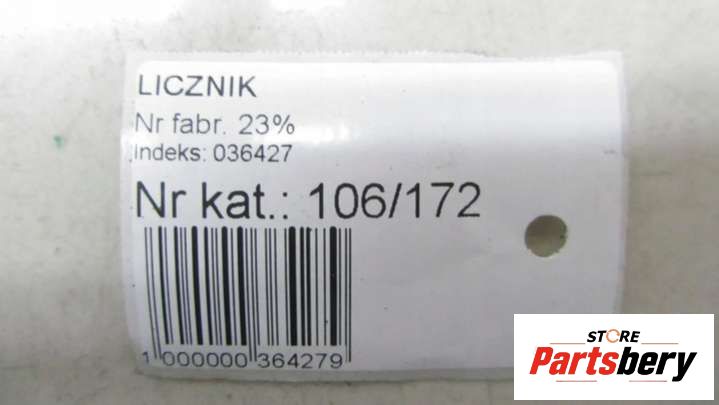 LICZNIK
Nr fabr. 23%
Indeks: 036427
Nr kat.: 106/172
1 000000 364279
STORE
Partsbery